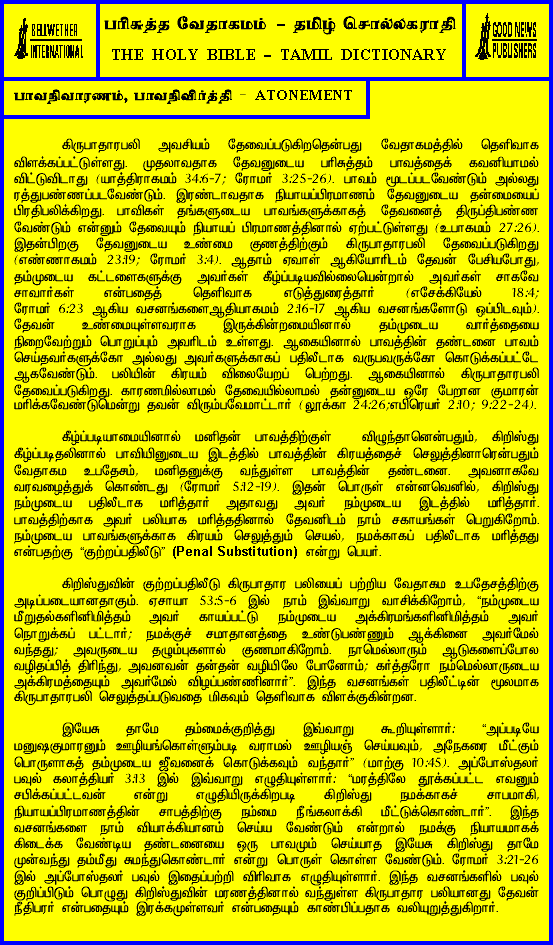 BELLWETHER
INTERNATIONAL
பரிசுத்த வேதாகமம் – தமிழ் சொல்லகராதி
THE HOLY BIBLE – TAMIL DICTIONARY
GOOD NEWS
PUBLISHERS
பாவநிவாரணம், பாவநிவிர்த்தி – ATONEMENT
கிருபாதாரபலி அவசியம் தேவைப்படுகிறதென்பது வேதாகமத்தில் தெளிவாக
விளக்கப்பட்டுள்ளது. முதலாவதாக தேவனுடைய பரிசுத்தம் பாவத்தைக் கவனியாமல்
விட்டுவிடாது (யாத்திராகமம் 34:6-7; ரோமர் 3:25-26). பாவம் மூடப்படவேண்டும் அல்லது
ரத்துபண்ணப்படவேண்டும். இரண்டாவதாக நியாயப்பிரமாணம் தேவனுடைய தன்மையைப்
பிரதிபலிக்கிறது. பாவிகள் தங்களுடைய பாவங்களுக்காகத் தேவனைத் திருப்திபண்ண
வேண்டும் என்னும் தேவையும் நியாயப் பிரமாணத்தினால் ஏற்பட்டுள்ளது (உபாகமம் 27:26).
இதன்பிறகு தேவனுடைய உண்மை குணத்திற்கும் கிருபாதாரபலி தேவைப்படுகிறது
(எண்ணாகமம் 23:19; ரோமர் 3:4). ஆதாம் ஏவாள் ஆகியோரிடம் தேவன் பேசியபோது,
தம்முடைய கட்டளைகளுக்கு அவர்கள் கீழ்ப்படியவில்லையென்றால் அவர்கள் சாகவே
சாவார்கள் என்பதைத் தெளிவாக எடுத்துரைத்தார் (எசேக்கியேல் 18:4;
ரோமர் 6:23 ஆகிய வசனங்களைஆதியாகமம் 2:16-17 ஆகிய வசனங்களோடு ஒப்பிடவும்).
தேவன் உண்மையுள்ளவராக இருக்கின்றமையினால் தம்முடைய வார்த்தையை
நிறைவேற்றும் பொறுப்பும் அவரிடம் உள்ளது. ஆகையினால் பாவத்தின் தண்டனை பாவம்
செய்தவர்களுக்கோ அல்லது அவர்களுக்காகப் பதிலீடாக வருபவருக்கோ கொடுக்கப்பட்டே
ஆகவேண்டும். பலியின் கிரயம் விலையேறப் பெற்றது. ஆகையினால் கிருபாதாரபலி
தேவைப்படுகிறது. காரணமில்லாமல் தேவையில்லாமல் தன்னுடைய ஒரே பேறான குமாரன்
மரிக்கவேண்டுமென்று தவன் விரும்பவேமாட்டார் (லூக்கா 24:26;எபிரெயர் 2:10; 9:22-24).
கீழ்ப்படியாமையினால் மனிதன் பாவத்திற்குள் விழுந்தானென்பதும், கிறிஸ்து
கீழ்ப்படிதலினால் பாவியினுடைய இடத்தில் பாவத்தின் கிரயத்தைச் செலுத்தினாரென்பதும்
வேதாகம உபதேசம், மனிதனுக்கு வந்துள்ள பாவத்தின் தண்டனை. அவனாகவே
வரவழைத்துக் கொண்டது (ரோமர் 5:12-19). இதன் பொருள் என்னவெனில், கிறிஸ்து
நம்முடைய பதிலீடாக மரித்தார் அதாவது அவர் நம்முடைய இடத்தில் மரித்தார்.
பாவத்திற்காக அவர் பலியாக மரித்ததினால் தேவனிடம் நாம் சகாயங்கள் பெறுகிறோம்.
நம்முடைய பாவங்களுக்காக கிரயம் செலுத்தும் செயல், நமக்காகப் பதிலீடாக மரித்தது
என்பதற்கு “குற்றப்பதிலீடு” (Penal Substitution) என்று பெயர்.
கிறிஸ்துவின் குற்றப்பதிலீடு கிருபாதார பலியைப் பற்றிய வேதாகம உபதேசத்திற்கு
அடிப்படையானதாகும். ஏசாயா 53:5-6 இல் நாம் இவ்வாறு வாசிக்கிறோம், “நம்முடைய
மீறுதல்களினிமித்தம் அவர் காயப்பட்டு நம்முடைய அக்கிரமங்களினிமித்தம் அவர்
நொறுக்கப் பட்டார்; நமக்குச் சமாதானத்தை உண்டுபண்ணும் ஆக்கினை அவர்மேல்
வந்தது; அவருடைய தழும்புகளால் குணமாகிறோம். நாமெல்லாரும் ஆடுகளைப்போல
வழிதப்பித் திரிந்து, அவனவன் தன்தன் வழியிலே போனோம்; கர்த்தரோ நம்மெல்லாருடைய
அக்கிரமத்தையும் அவர்மேல் விழப்பண்ணினார்”. இந்த வசனங்கள் பதிலீட்டின் மூலமாக
கிருபாதாரபலி செலுத்தப்படுவதை மிகவும் தெளிவாக விளக்குகின்றன.
இயேசு தாமே தம்மைக்குறித்து இவ்வாறு கூறியுள்ளார்: “அப்படியே
மனுஷகுமாரனும் ஊழியங்கொள்ளும்படி வராமல் ஊழியஞ் செய்யவும், அநேகரை மீட்கும்
பொருளாகத் தம்முடைய ஜீவனைக் கொடுக்கவும் வந்தார்” (மாற்கு 10:45). அப்போஸ்தலர்
பவுல் கலாத்தியர் 3:13 இல் இவ்வாறு எழுதியுள்ளார்: “மரத்திலே தூக்கப்பட்ட எவனும்
சபிக்கப்பட்டவன் என்று எழுதியிருக்கிறபடி கிறிஸ்து நமக்காகச் சாபமாகி,
நியாயப்பிரமாணத்தின் சாபத்திற்கு நம்மை நீங்கலாக்கி மீட்டுக்கொண்டார்”. இந்த
வசனங்களை நாம் வியாக்கியானம் செய்ய வேண்டும் என்றால் நமக்கு நியாயமாகக்
கிடைக்க வேண்டிய தண்டனையை ஒரு பாவமும் செய்யாத இயேசு கிறிஸ்து தாமே
முன்வந்து தம்மீது சுமந்துகொண்டார் என்று பொருள் கொள்ள வேண்டும். ரோமர் 3:21-26
இல் அப்போஸ்தலர் பவுல் இதைப்பற்றி விரிவாக எழுதியுள்ளார். இந்த வசனங்களில் பவுல்
குறிப்பிடும் பொழுது கிறிஸ்துவின் மரணத்தினால் வந்துள்ள கிருபாதார பலியானது தேவன்
நீதிபரர் என்பதையும் இரக்கமுள்ளவர் என்பதையும் காண்பிப்பதாக வலியுறுத்துகிறார்.